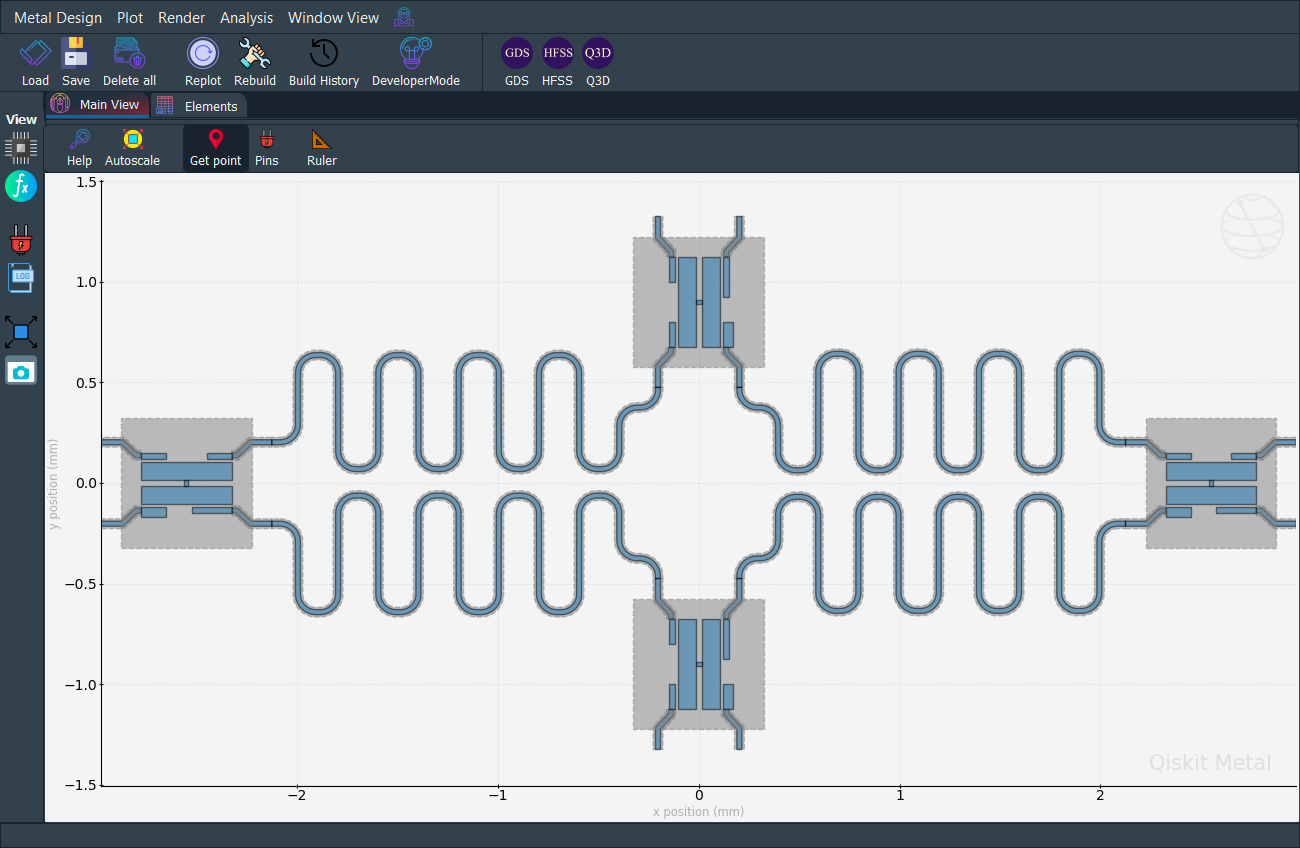 Metal Design Plot Render Analysis Window View
Load Save Delete all Replot Rebuild Build History DeveloperMode GDS HFSS Q3D
GDS HFSS Q3D
Main View Elements
View
Help Autoscale Get point Pins Ruler
fx
LOG
1.5
1.0
0.5
0.0
−0.5
−1.0
−1.5
y position (mm)
Qiskit Metal
−2 −1 0 1 2
x position (mm)